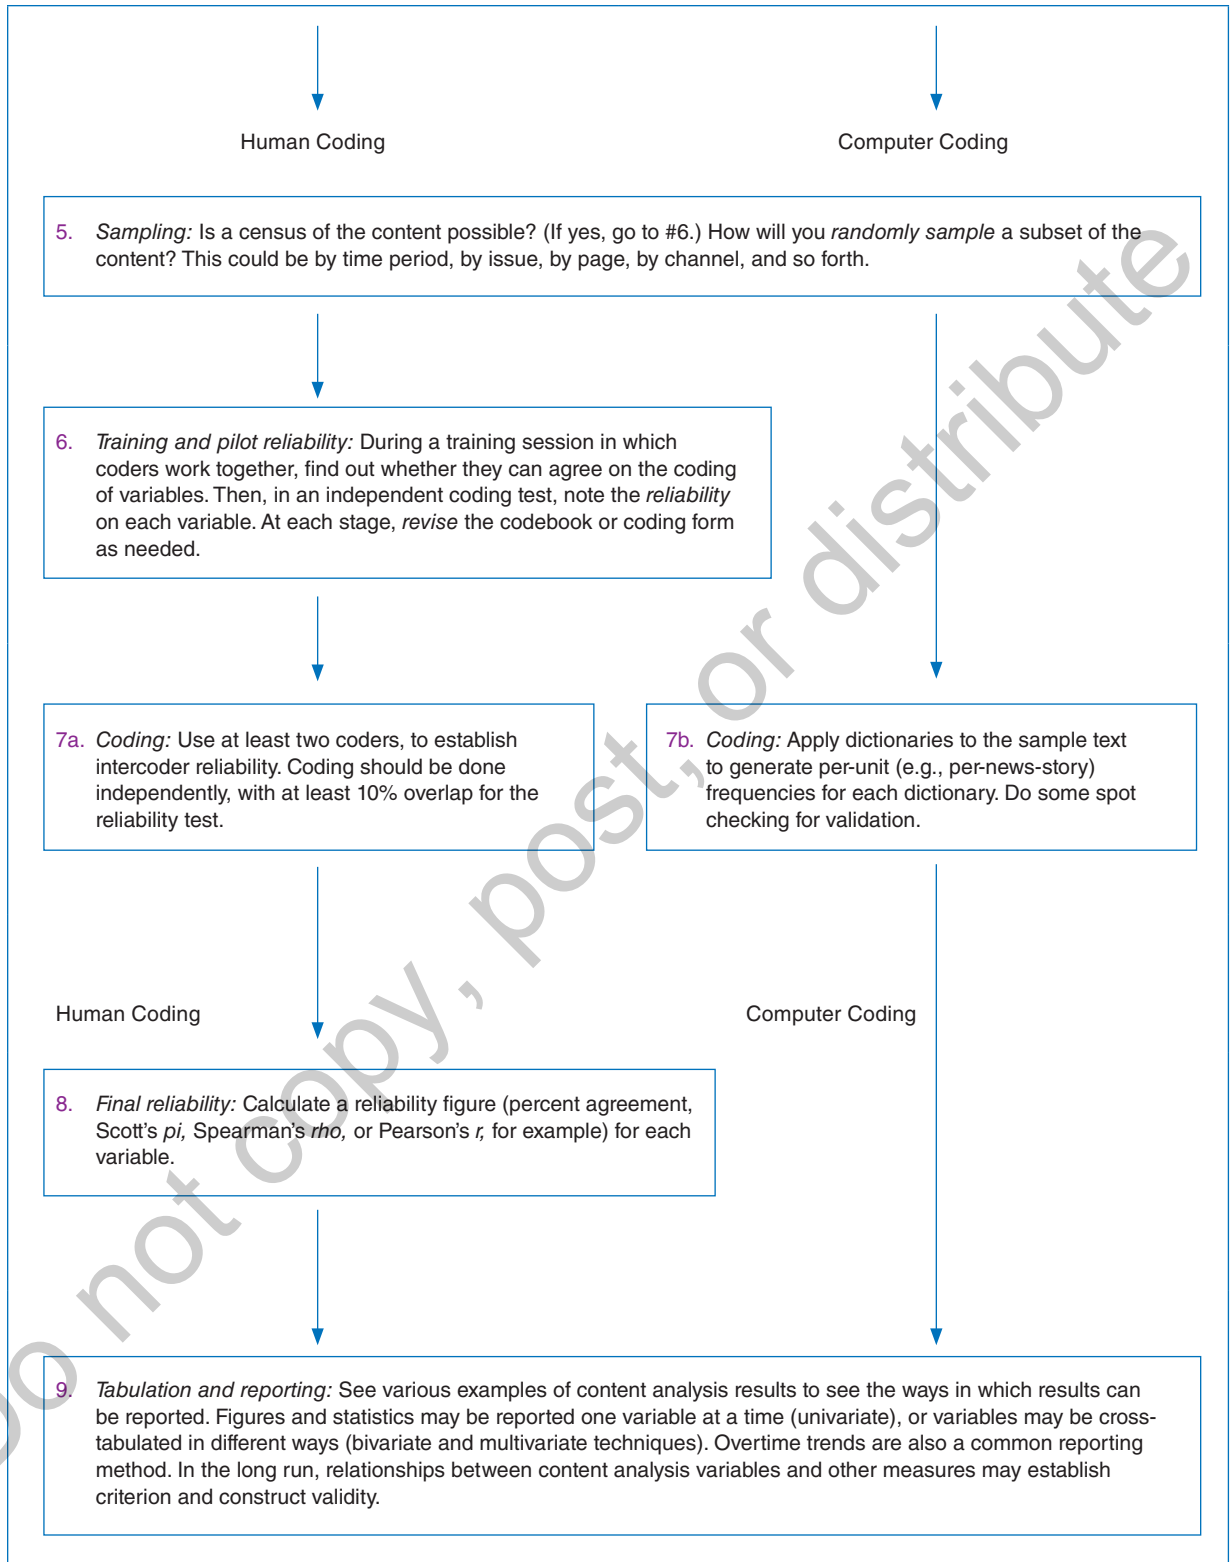 Human Coding
Computer Coding
5. Sampling: Is a census of the content possible? (If yes, go to #6.) How will you randomly sample a subset of the
content? This could be by time period, by issue, by page, by channel, and so forth.
6. Training and pilot reliability: During a training session in which
coders work together, find out whether they can agree on the coding
of variables. Then, in an independent coding test, note the reliability
on each variable. At each stage, revise the codebook or coding form
as needed.
7a. Coding: Use at least two coders, to establish
intercoder reliability. Coding should be done
independently, with at least 10% overlap for the
reliability test.
7b. Coding: Apply dictionaries to the sample text
to generate per-unit (e.g., per-news-story)
frequencies for each dictionary. Do some spot
checking for validation.
Human Coding
Computer Coding
8. Final reliability: Calculate a reliability figure (percent agreement,
Scott's pi, Spearman's rho, or Pearson's r, for example) for each
variable.
9. Tabulation and reporting: See various examples of content analysis results to see the ways in which results can
be reported. Figures and statistics may be reported one variable at a time (univariate), or variables may be cross-
tabulated in different ways (bivariate and multivariate techniques). Overtime trends are also a common reporting
method. In the long run, relationships between content analysis variables and other measures may establish
criterion and construct validity.
Do not copy, post, or distribute